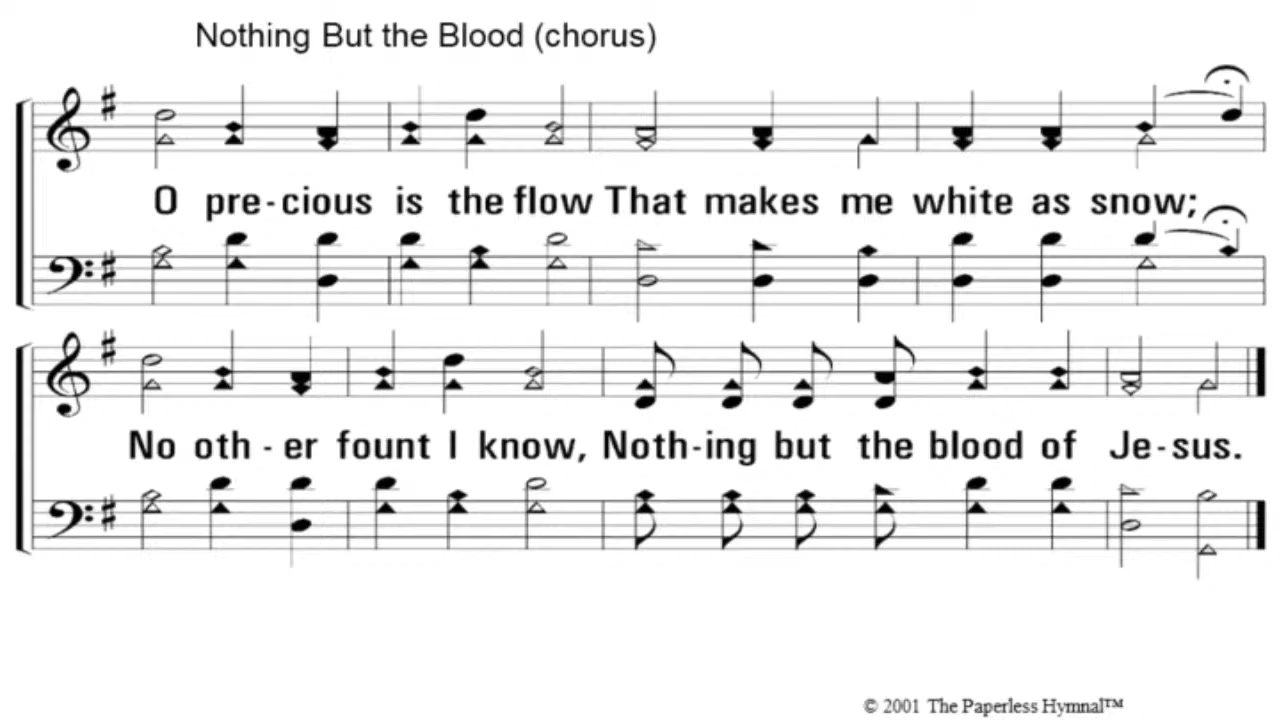 Nothing But the Blood (chorus)
O pre-cious is the flow That makes me white as snow;
No oth-er fount I know, Noth-ing but the blood of Je-sus.
© 2001 The Paperless Hymnal™